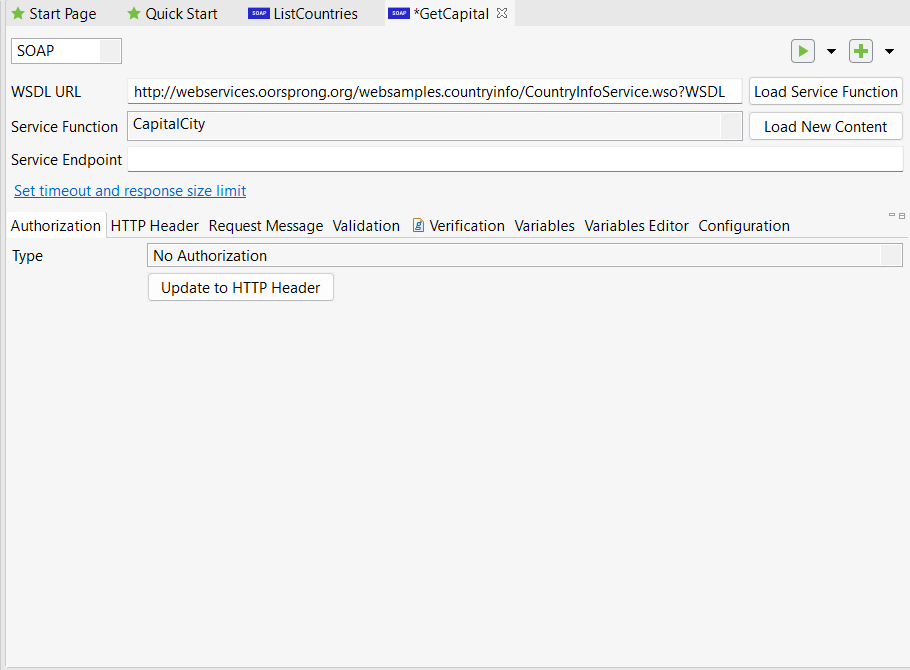 Start Page Quick Start SOAP ListCountries SOAP *GetCapital
SOAP
WSDL URL http://webservices.oorsprong.org/websamples.countryinfo/CountryInfoService.wso?WSDL Load Service Function
Service Function CapitalCity Load New Content
Service Endpoint
Set timeout and response size limit
Authorization HTTP Header Request Message Validation Verification Variables Variables Editor Configuration
Type No Authorization
Update to HTTP Header